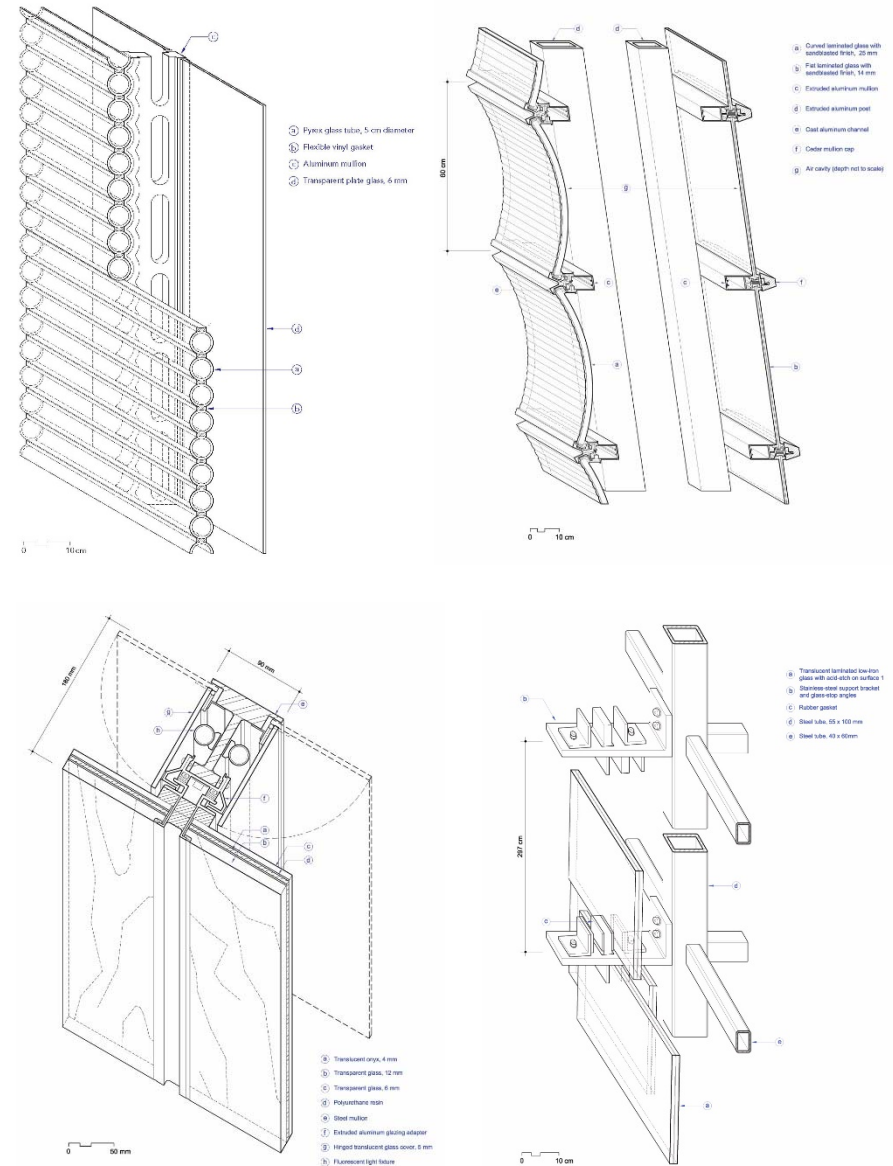 c
a Pyrex glass tube, 5 cm diameter
b Flexible vinyl gasket
c Aluminum mullion
d Transparent plate glass, 6 mm
d
a
b
0 10 cm
d
d
a Curved laminated glass with
sandblasted finish, 25 mm
b Flat laminated glass with
sandblasted finish, 14 mm
c Extruded aluminum mullion
d Extruded aluminum post
e Cast aluminum channel
f Cedar mullion cap
g Air cavity (depth not to scale)
60 cm
g
e
c
c
f
a
b
0 10 cm
180 mm
90 mm
e
g
h
f
a
b
c
d
a Translucent onyx, 4 mm
b Transparent glass, 12 mm
c Transparent glass, 6 mm
d Polyurethane resin
e Steel mullion
f Extruded aluminum glazing adapter
g Hinged translucent glass cover, 8 mm
h Fluorescent light fixture
0 50 mm
a Translucent laminated low-iron
glass with acid-etch on surface 1
b Stainless-steel support bracket
and glass-stop angles
c Rubber gasket
d Steel tube, 55 x 100 mm
e Steel tube, 40 x 60mm
b
297 cm
c
d
e
a
0 10 cm